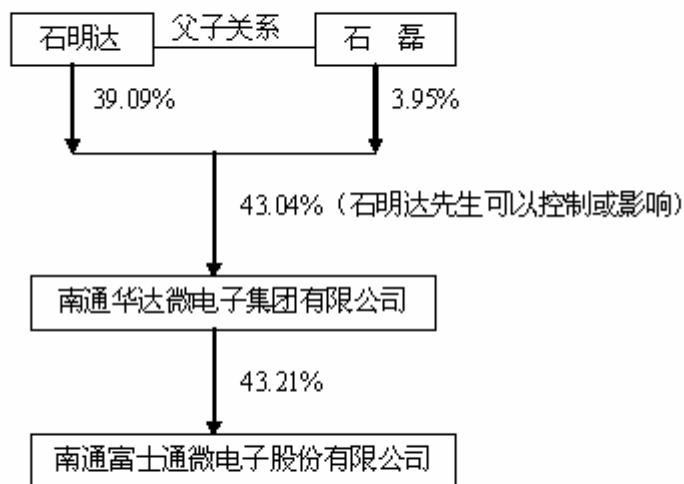 石明达 父子关系 石 磊
39.09% 3.95%
43.04%（石明达先生可以控制或影响）
南通华达微电子集团有限公司
43.21%
南通富士通微电子股份有限公司